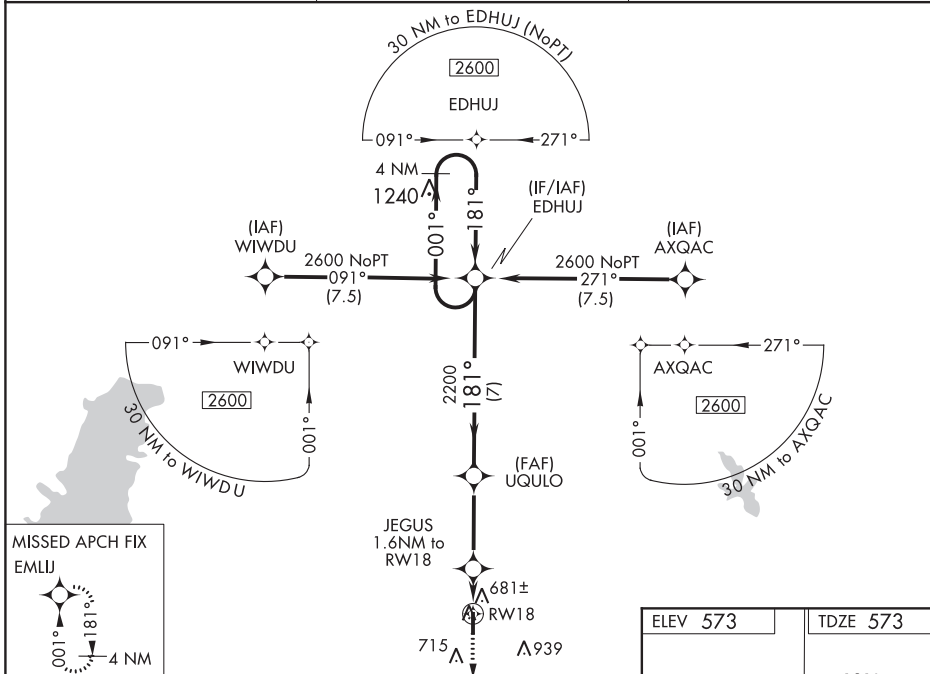 30 NM to EDHUJ (NoPT)
2600
EDHUJ
091°
271°
4 NM
1240
001°
181°
(IF/IAF)
EDHUJ
(IAF)
WIWDU
2600 NoPT
091°
(7.5)
(IAF)
AXQAC
2600 NoPT
271°
(7.5)
091°
WIWDU
2600
001°
30 NM to WIWDU
271°
AXQAC
2600
001°
30 NM to AXQAC
2200
181°
(7)
(FAF)
UQULO
JEGUS
1.6NM to
RW18
681±
RW18
715
939
MISSED APCH FIX
EMLIJ
001°
181°
4 NM
ELEV 573
TDZE 573